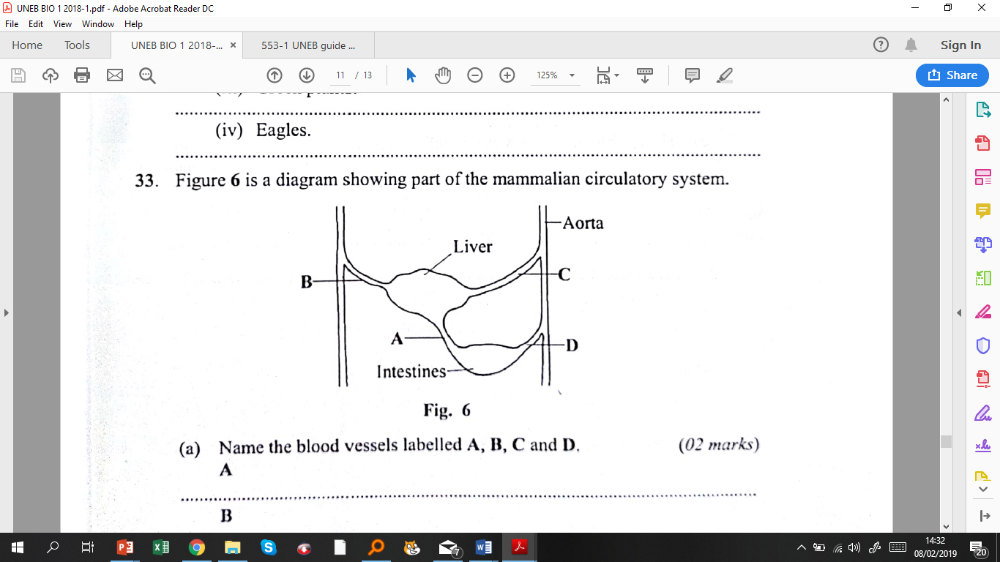 UNEB BIO 1 2018-1.pdf - Adobe Acrobat Reader DC
File Edit View Window Help
Home Tools UNEB BIO 1 2018-... × 553-1 UNEB guide ... Sign In
11 / 13 125% Share
(iv) Eagles.
33. Figure 6 is a diagram showing part of the mammalian circulatory system.
Aorta
Liver
B
C
A
D
Intestines
Fig. 6
(a) Name the blood vessels labelled A, B, C and D. (02 marks)
A
B
14:32
08/02/2019
7
20